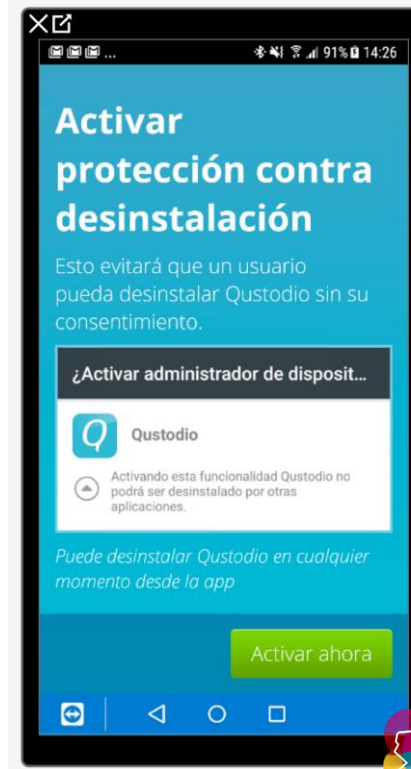 ... 91% 14:26
Activar
protección contra
desinstalación
Esto evitará que un usuario
pueda desinstalar Qustodio sin su
consentimiento.
¿Activar administrador de disposit...
Q Qustodio
Activando esta funcionalidad Qustodio no
podrá ser desinstalado por otras
aplicaciones.
Puede desinstalar Qustodio en cualquier
momento desde la app
Activar ahora